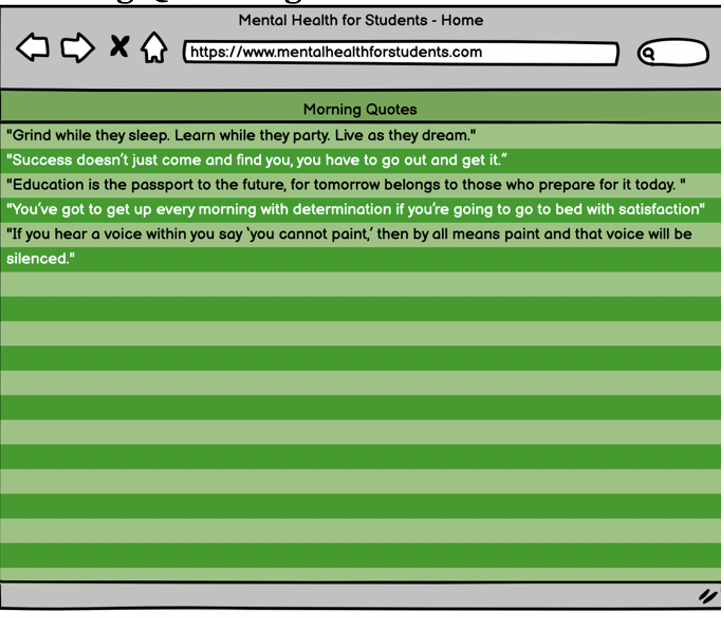 Mental Health for Students - Home
https://www.mentalhealthforstudents.com
Morning Quotes
"Grind while they sleep. Learn while they party. Live as they dream."
"Success doesn't just come and find you, you have to go out and get it."
"Education is the passport to the future, for tomorrow belongs to those who prepare for it today. "
"You've got to get up every morning with determination if you're going to go to bed with satisfaction"
"If you hear a voice within you say 'you cannot paint,' then by all means paint and that voice will be
silenced."